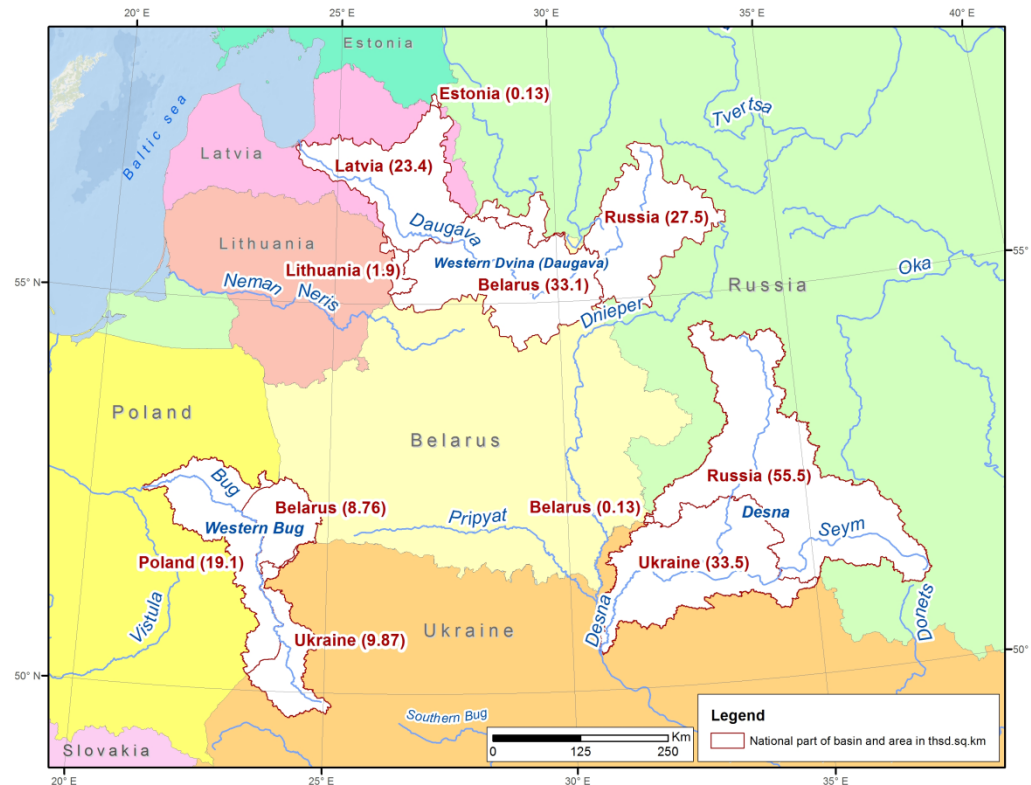 20° E
25° E
30° E
35° E
40° E
Estonia
Estonia (0.13)
Tvertsa
Baltic sea
Latvia
Latvia (23.4)
Russia (27.5)
Daugava
Lithuania
Western Dvina (Daugava)
Oka
55° N
55° N
Lithuania (1.9)
Belarus (33.1)
Russia
Neman
Neris
Dnieper
Poland
Belarus
Bug
Russia (55.5)
Belarus (8.76)
Belarus (0.13)
Pripyat
Desna
Seym
Western Bug
Poland (19.1)
Ukraine (33.5)
Vistula
Desna
Donets
Ukraine (9.87)
Ukraine
50° N
50° N
Southern Bug
Legend
National part of basin and area in thsd.sq.km
Km
0 125 250
Slovakia
20° E
25° E
30° E
35° E